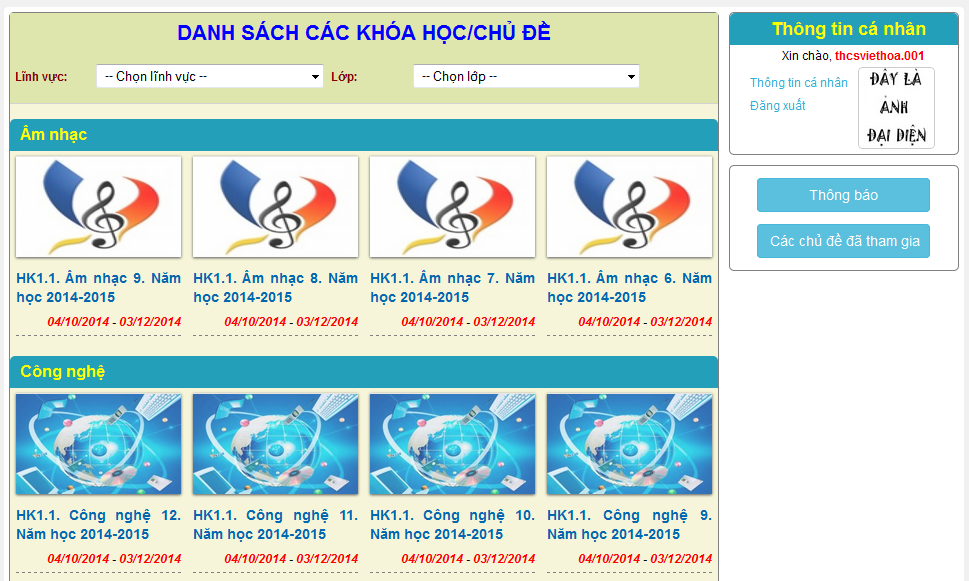 DANH SÁCH CÁC KHÓA HỌC/CHỦ ĐỀ
Lĩnh vực: -- Chọn lĩnh vực -- Lớp: -- Chọn lớp --
Âm nhạc
HK1.1. Âm nhạc 9. Năm học 2014-2015
04/10/2014 - 03/12/2014
HK1.1. Âm nhạc 8. Năm học 2014-2015
04/10/2014 - 03/12/2014
HK1.1. Âm nhạc 7. Năm học 2014-2015
04/10/2014 - 03/12/2014
HK1.1. Âm nhạc 6. Năm học 2014-2015
04/10/2014 - 03/12/2014
Công nghệ
HK1.1. Công nghệ 12. Năm học 2014-2015
04/10/2014 - 03/12/2014
HK1.1. Công nghệ 11. Năm học 2014-2015
04/10/2014 - 03/12/2014
HK1.1. Công nghệ 10. Năm học 2014-2015
04/10/2014 - 03/12/2014
HK1.1. Công nghệ 9. Năm học 2014-2015
04/10/2014 - 03/12/2014
Thông tin cá nhân
Xin chào, thcsviethoa.001
Thông tin cá nhân
Đăng xuất
ĐÂY LÀ
ẢNH
ĐẠI DIỆN
Thông báo
Các chủ đề đã tham gia